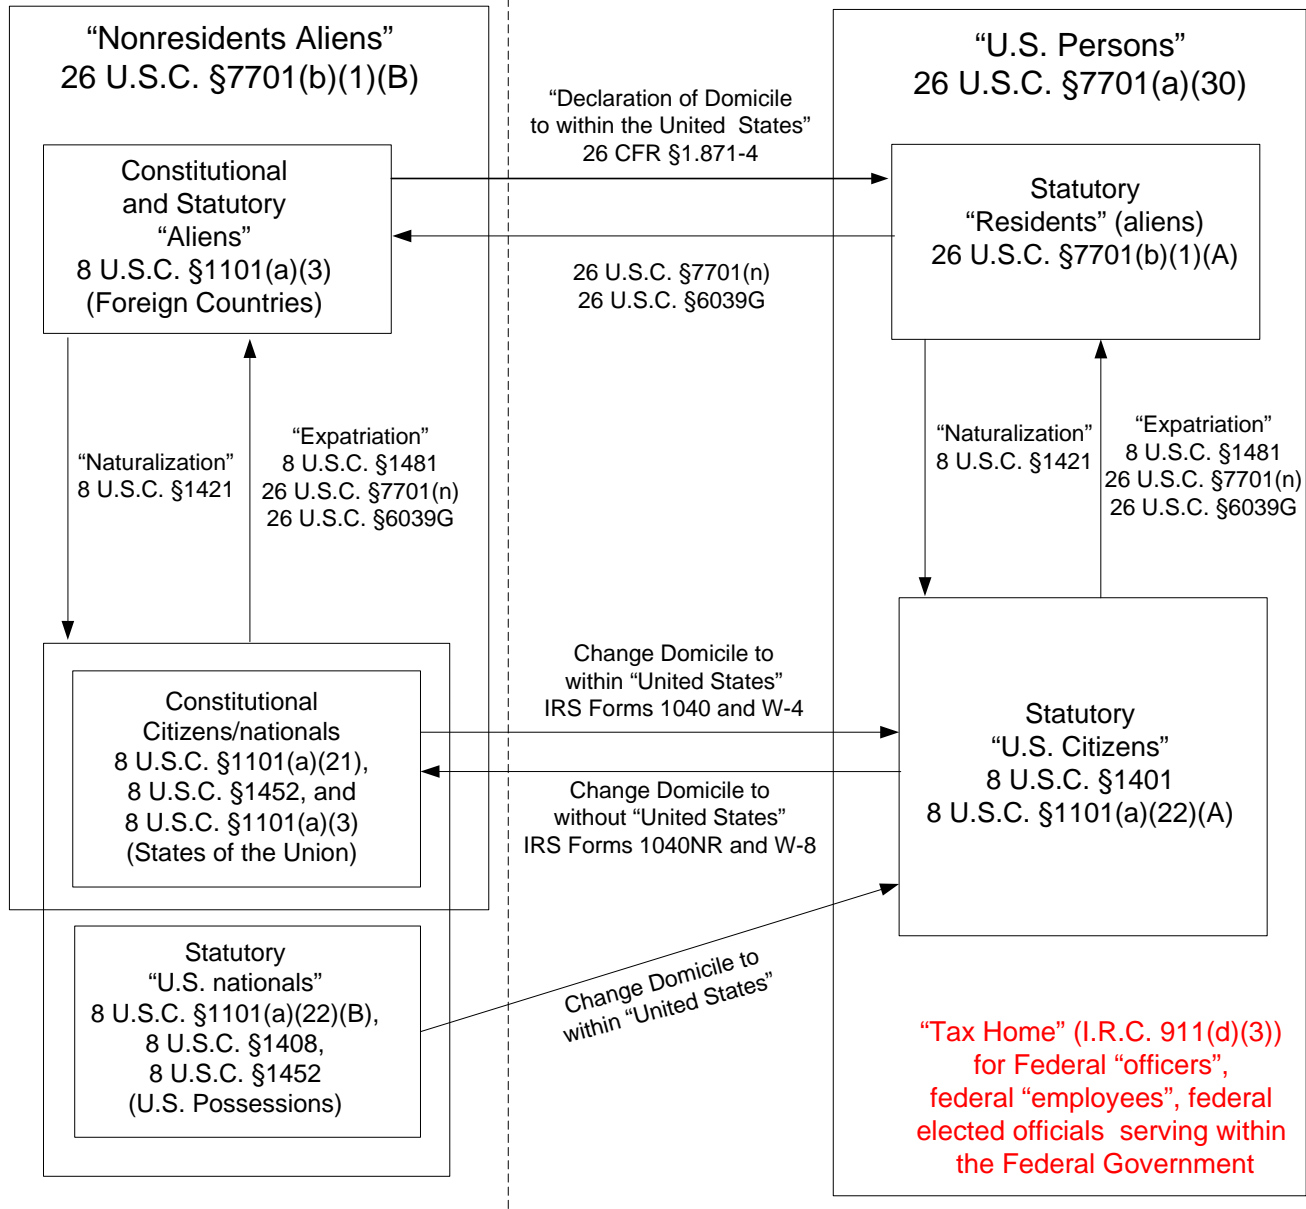 “Nonresidents Aliens”
26 U.S.C. §7701(b)(1)(B)
Constitutional
and Statutory
“Aliens”
8 U.S.C. §1101(a)(3)
(Foreign Countries)
“Naturalization”
8 U.S.C. §1421
“Expatriation”
8 U.S.C. §1481
26 U.S.C. §7701(n)
26 U.S.C. §6039G
Constitutional
Citizens/nationals
8 U.S.C. §1101(a)(21),
8 U.S.C. §1452, and
8 U.S.C. §1101(a)(3)
(States of the Union)
Statutory
“U.S. nationals”
8 U.S.C. §1101(a)(22)(B),
8 U.S.C. §1408,
8 U.S.C. §1452
(U.S. Possessions)
“Declaration of Domicile
to within the United States”
26 CFR §1.871-4
26 U.S.C. §7701(n)
26 U.S.C. §6039G
Change Domicile to
within “United States”
IRS Forms 1040 and W-4
Change Domicile to
without “United States”
IRS Forms 1040NR and W-8
Change Domicile to
within “United States”
“U.S. Persons”
26 U.S.C. §7701(a)(30)
Statutory
“Residents” (aliens)
26 U.S.C. §7701(b)(1)(A)
“Naturalization”
8 U.S.C. §1421
“Expatriation”
8 U.S.C. §1481
26 U.S.C. §7701(n)
26 U.S.C. §6039G
Statutory
“U.S. Citizens”
8 U.S.C. §1401
8 U.S.C. §1101(a)(22)(A)
“Tax Home” (I.R.C. 911(d)(3))
for Federal “officers”,
federal “employees”, federal
elected officials serving within
the Federal Government